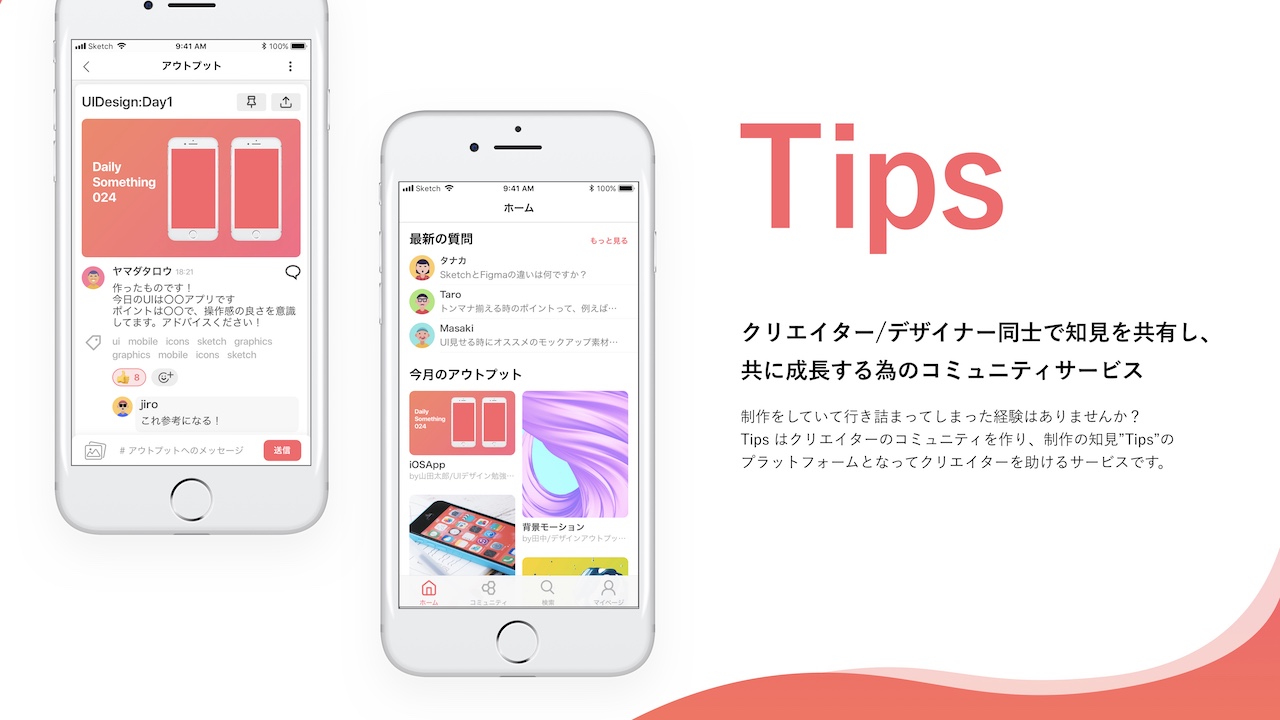 Sketch 9:41 AM 100%
アウトプット
UIDesign:Day1
Daily
Something
024
ヤマダタロウ 18:21
作ったものです！
今日のUIは〇〇アプリです
ポイントは〇〇で、操作感の良さを意識
してます。アドバイスください！
ui mobile icons sketch graphics
graphics mobile icons sketch
8
jiro
これ参考になる！
# アウトプットへのメッセージ
送信
Sketch 9:41 AM 100%
ホーム
最新の質問 もっと見る
タナカ
SketchとFigmaの違いは何ですか？
Taro
トンマナ揃える時のポイントって、例えば…
Masaki
UI見せる時にオススメのモックアップ素材…
今月のアウトプット
Daily
Something
024
iOSApp
by山田太郎/UIデザイン勉強…
背景モーション
by田中/デザインアウトプッ…
ホーム コミュニティ 検索 マイページ
Tips
クリエイター/デザイナー同士で知見を共有し、
共に成長する為のコミュニティサービス
制作をしていて行き詰まってしまった経験はありませんか？
Tips はクリエイターのコミュニティを作り、制作の知見”Tips”の
プラットフォームとなってクリエイターを助けるサービスです。